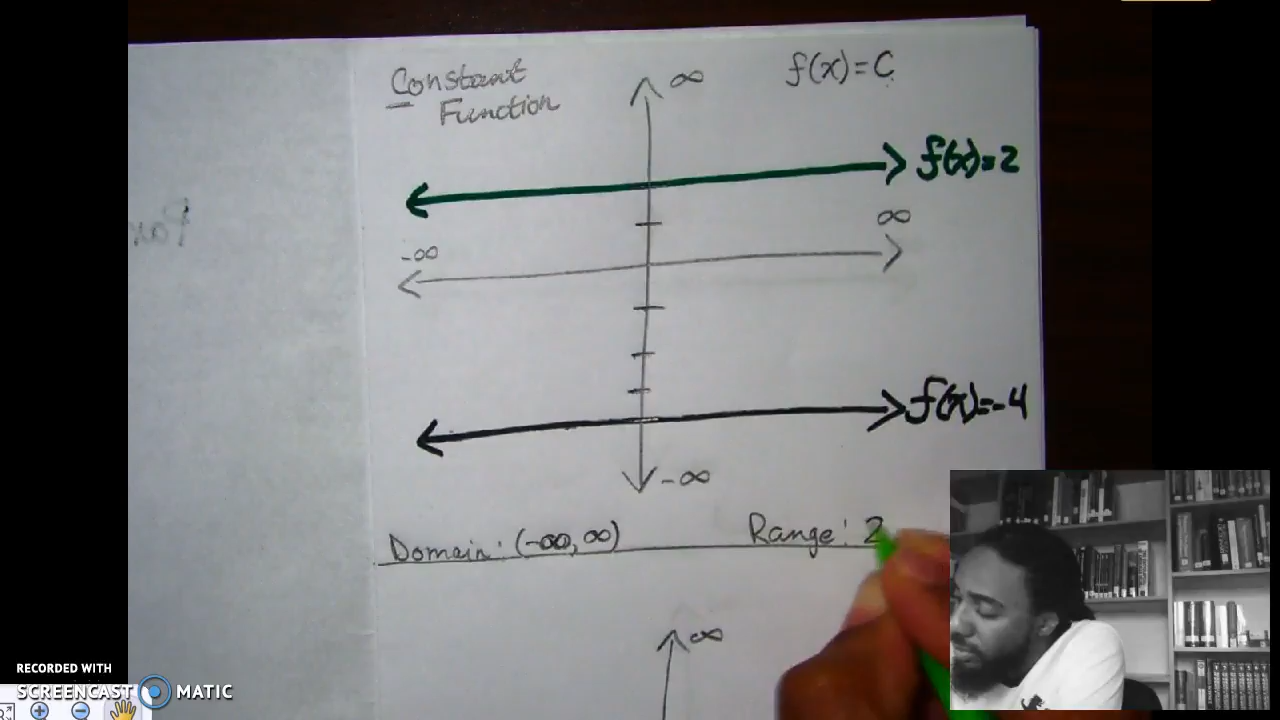 Constant
Function
f(x)=C
∞
f(x)=2
∞
-∞
f(x)=-4
-∞
Domain: (-∞, ∞)
Range: 2
∞
RECORDED WITH
SCREENCAST MATIC